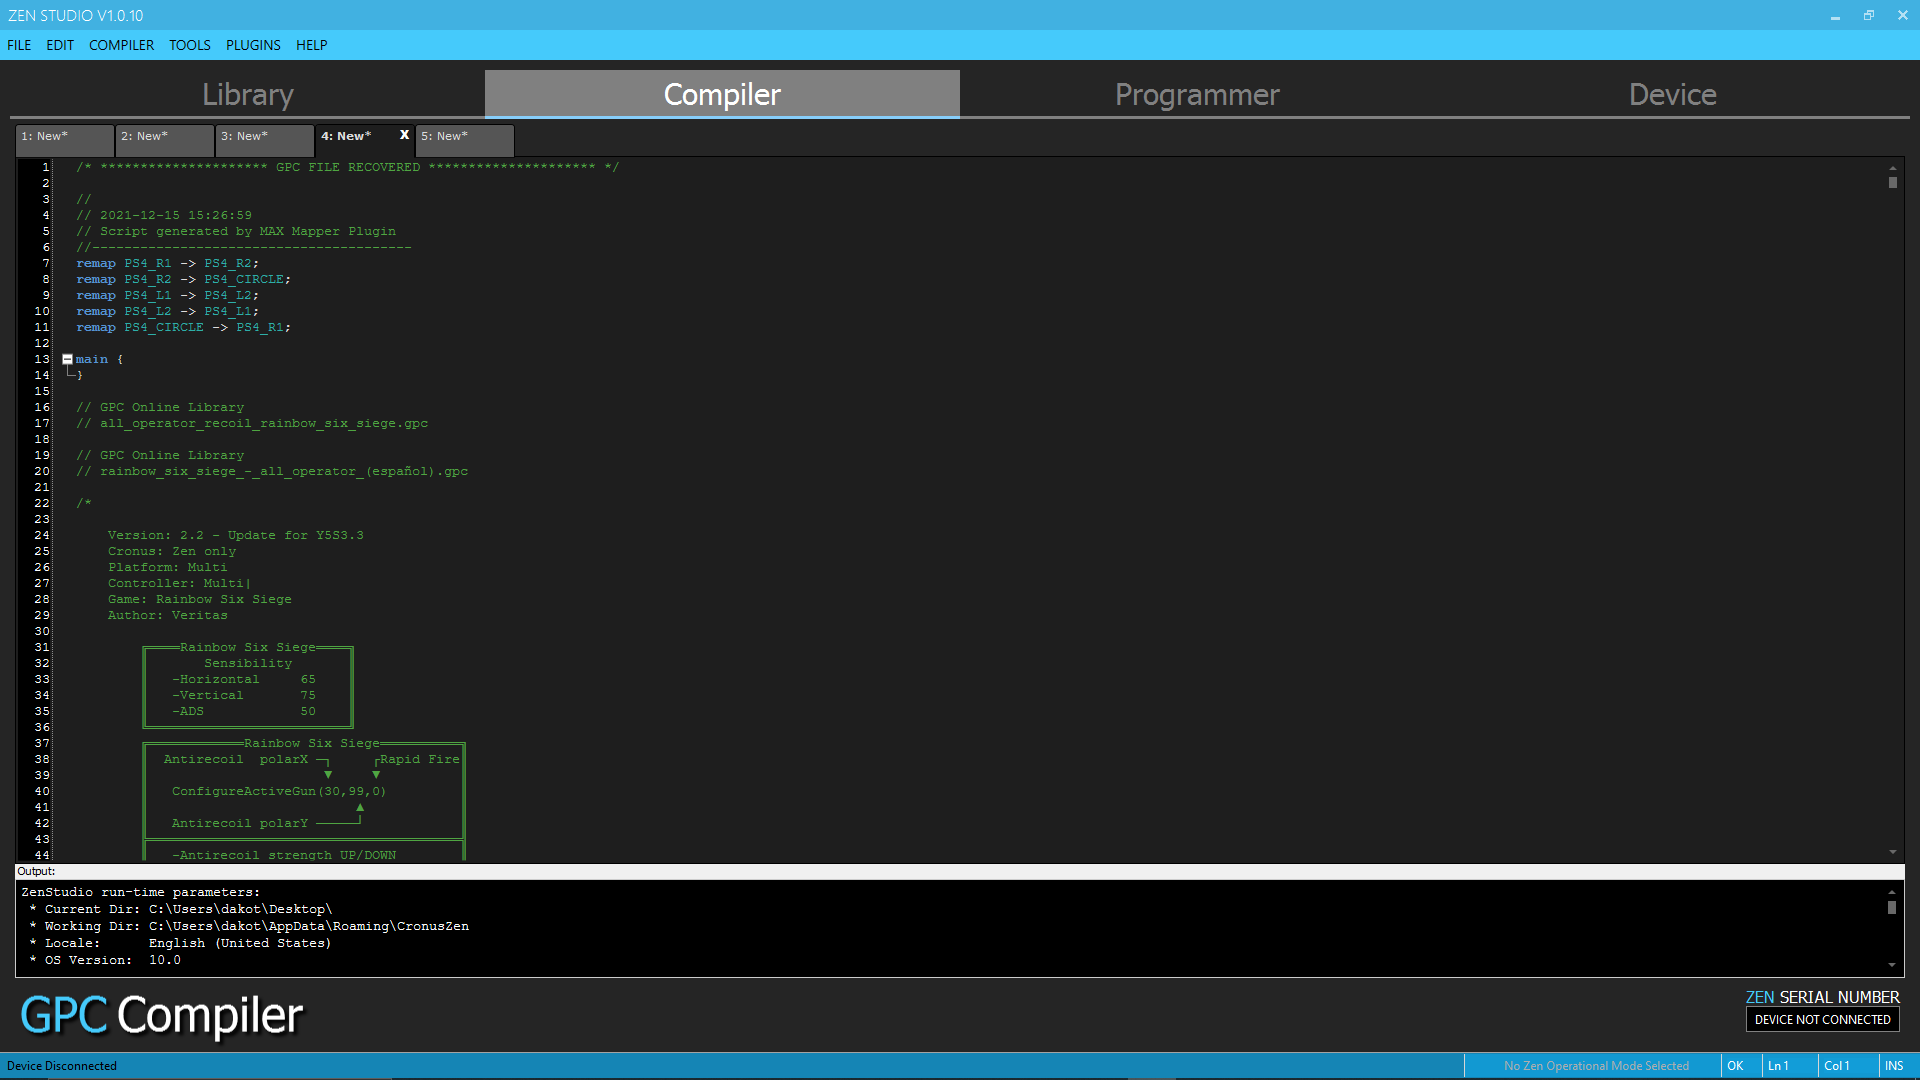 ZEN STUDIO V1.0.10
FILE EDIT COMPILER TOOLS PLUGINS HELP
Library Compiler Programmer Device
1: New* 2: New* 3: New* 4: New* X 5: New*
1 /* ********************* GPC FILE RECOVERED ********************* */
2
3 //
4 // 2021-12-15 15:26:59
5 // Script generated by MAX Mapper Plugin
6 //----------------------------------------
7 remap PS4_R1 -> PS4_R2;
8 remap PS4_R2 -> PS4_CIRCLE;
9 remap PS4_L1 -> PS4_L2;
10 remap PS4_L2 -> PS4_L1;
11 remap PS4_CIRCLE -> PS4_R1;
12
13 main {
14 }
15
16 // GPC Online Library
17 // all_operator_recoil_rainbow_six_siege.gpc
18
19 // GPC Online Library
20 // rainbow_six_siege_-_all_operator_(español).gpc
21
22 /*
23
24 Version: 2.2 - Update for Y5S3.3
25 Cronus: Zen only
26 Platform: Multi
27 Controller: Multi|
28 Game: Rainbow Six Siege
29 Author: Veritas
30
31 Rainbow Six Siege
32 Sensibility
33 -Horizontal 65
34 -Vertical 75
35 -ADS 50
36
37 Rainbow Six Siege
38 Antirecoil polarX ─┐ ┌Rapid Fire
39 ▼ ▼
40 ConfigureActiveGun(30,99,0)
41 ▲
42 Antirecoil polarY ─────┘
43
44 -Antirecoil strength UP/DOWN
Output:
ZenStudio run-time parameters:
* Current Dir: C:\Users\dakot\Desktop\
* Working Dir: C:\Users\dakot\AppData\Roaming\CronusZen
* Locale: English (United States)
* OS Version: 10.0
GPC Compiler
ZEN SERIAL NUMBER
DEVICE NOT CONNECTED
Device Disconnected No Zen Operational Mode Selected OK Ln 1 Col 1 INS